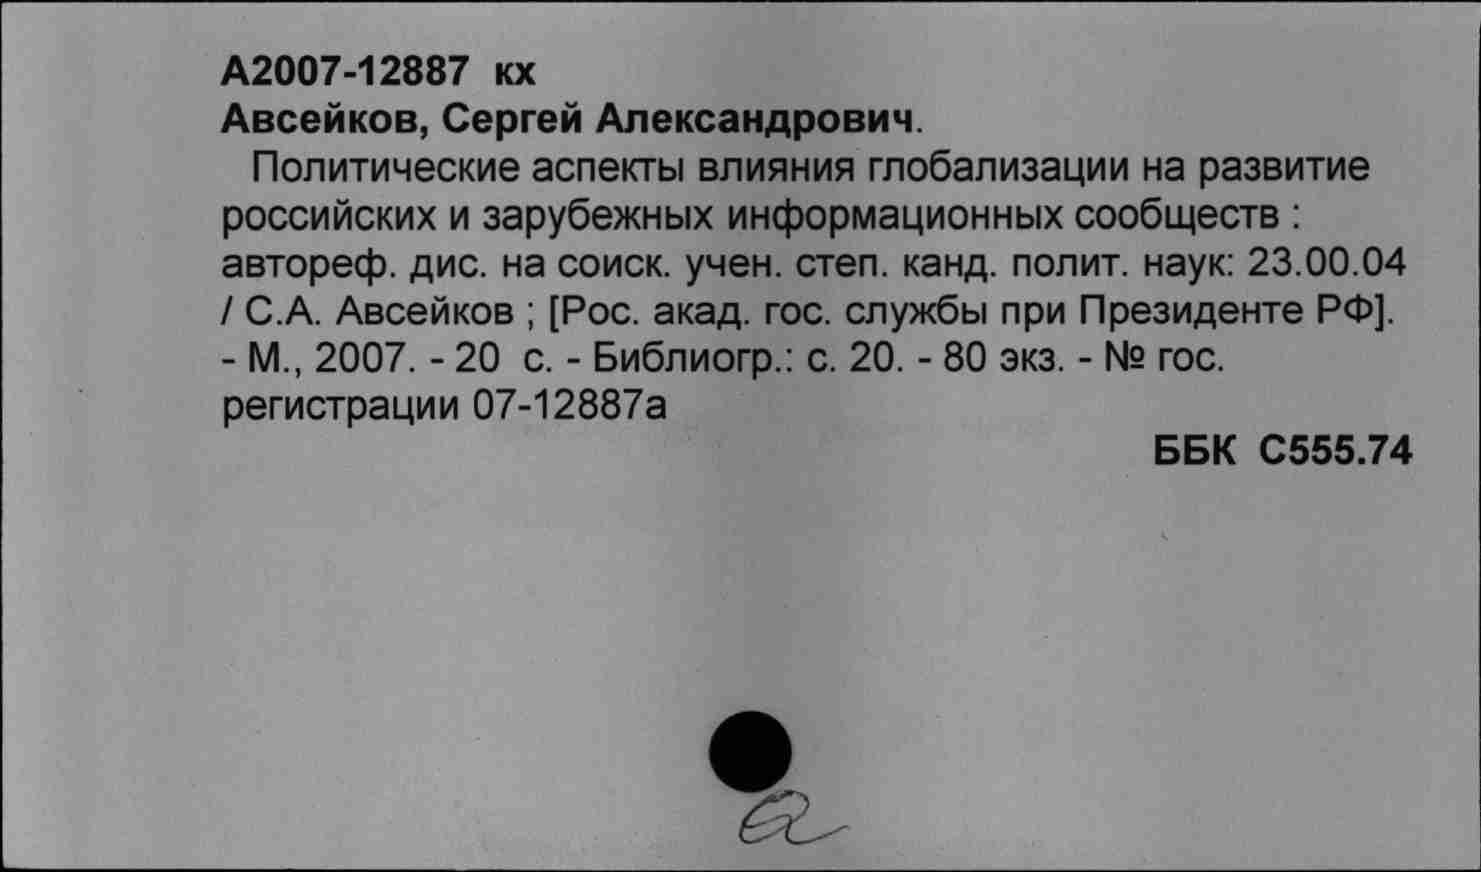 А2007-12887 кх
Авсейков, Сергей Александрович.
Политические аспекты влияния глобализации на развитие
российских и зарубежных информационных сообществ :
автореф. дис. на соиск. учен. степ. канд. полит. наук: 23.00.04
/ С.А. Авсейков ; [Рос. акад. гос. службы при Президенте РФ].
- М., 2007. - 20 с. - Библиогр.: с. 20. - 80 экз. - № гос.
регистрации 07-12887а
ББК С555.74